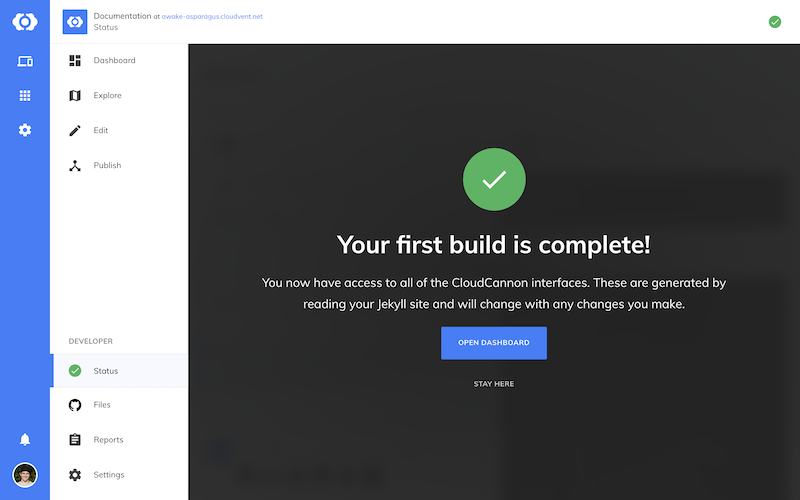 Documentation at awake-asparagus.cloudvent.net
Status
Dashboard
Explore
Edit
Publish
Your first build is complete!
You now have access to all of the CloudCannon interfaces. These are generated by
reading your Jekyll site and will change with any changes you make.
OPEN DASHBOARD
STAY HERE
DEVELOPER
Status
Files
Reports
Settings